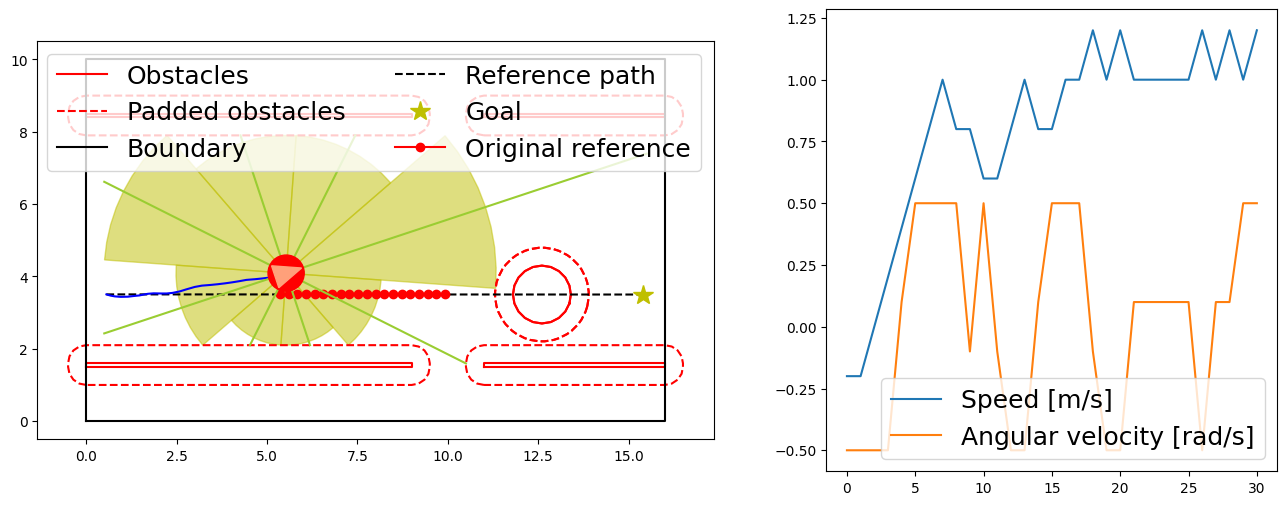 Obstacles
Padded obstacles
Boundary
Reference path
Goal
Original reference
10
8
6
4
2
0
0.0 2.5 5.0 7.5 10.0 12.5 15.0
1.25
1.00
0.75
0.50
0.25
0.00
−0.25
−0.50
Speed [m/s]
Angular velocity [rad/s]
0 5 10 15 20 25 30